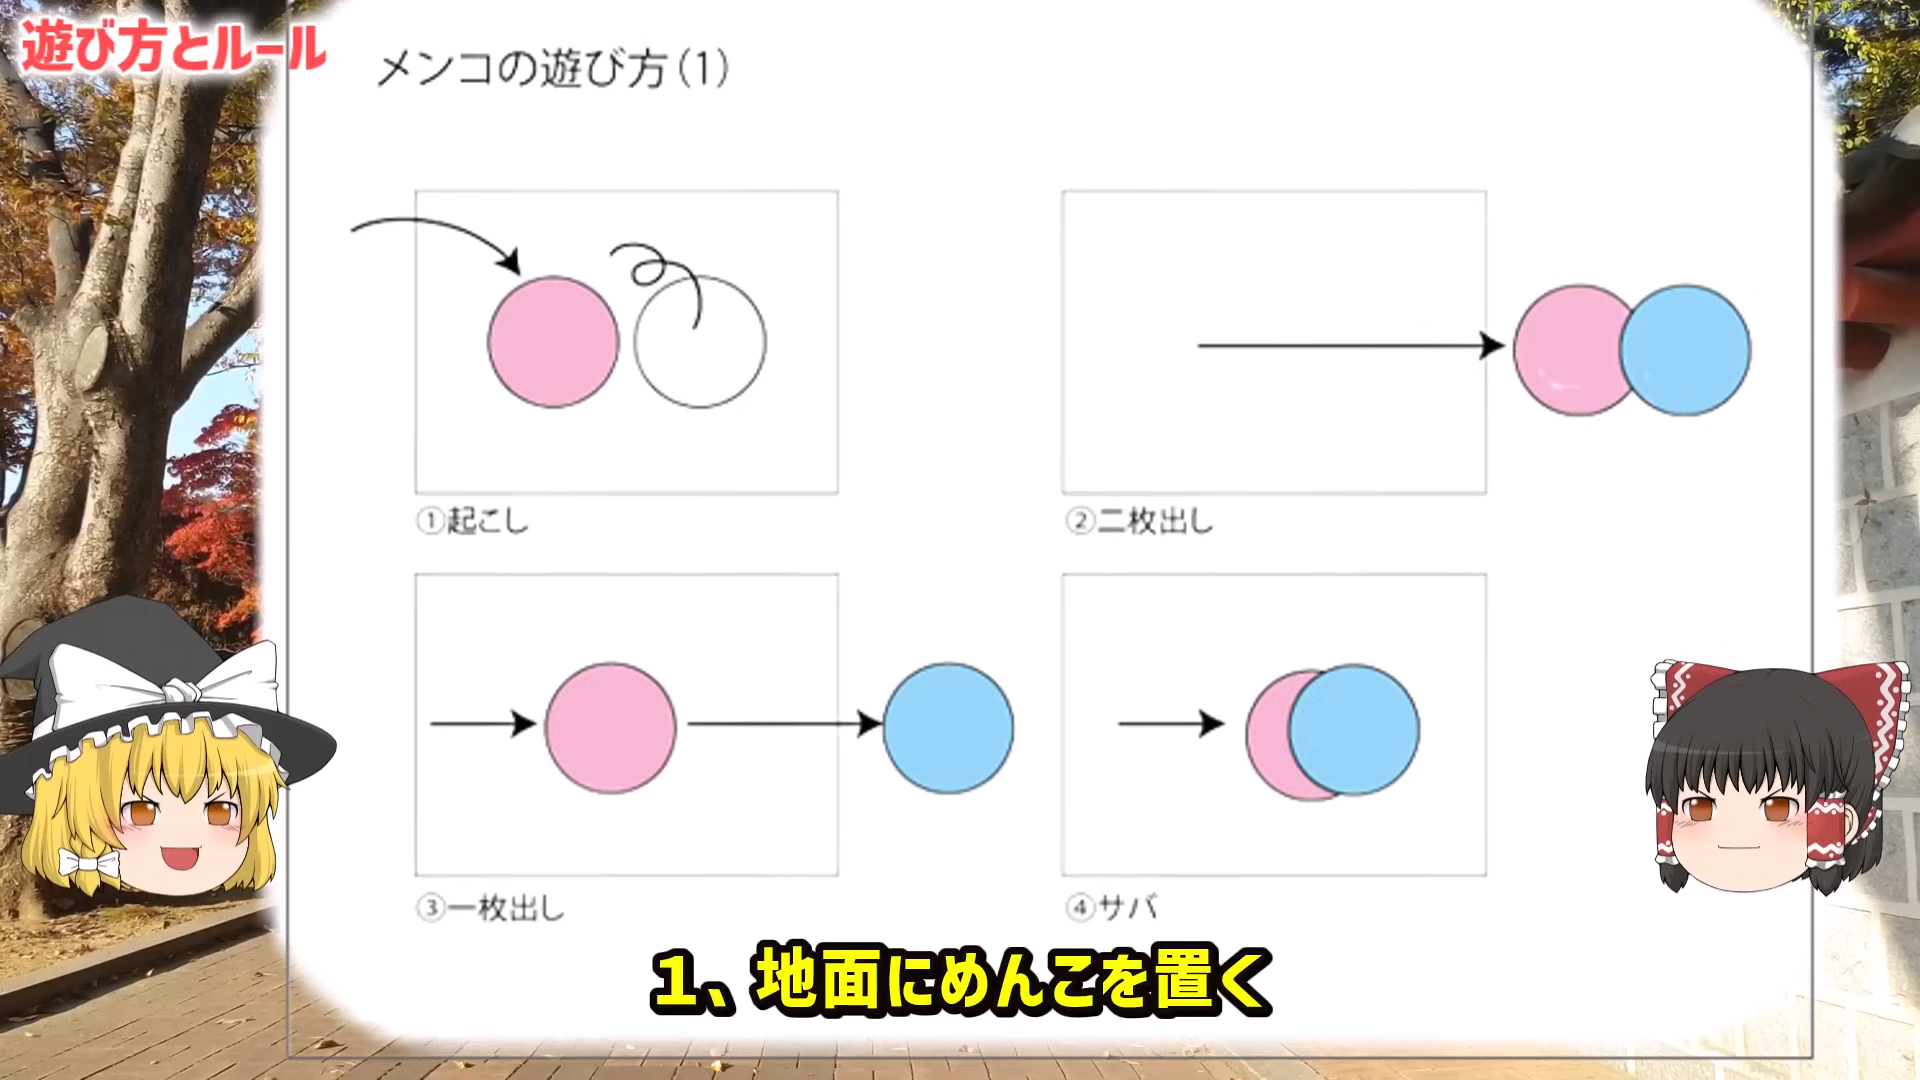 遊び方とルール
メンコの遊び方(1)
①起こし
②二枚出し
③一枚出し
④サバ
1、地面にめんこを置く